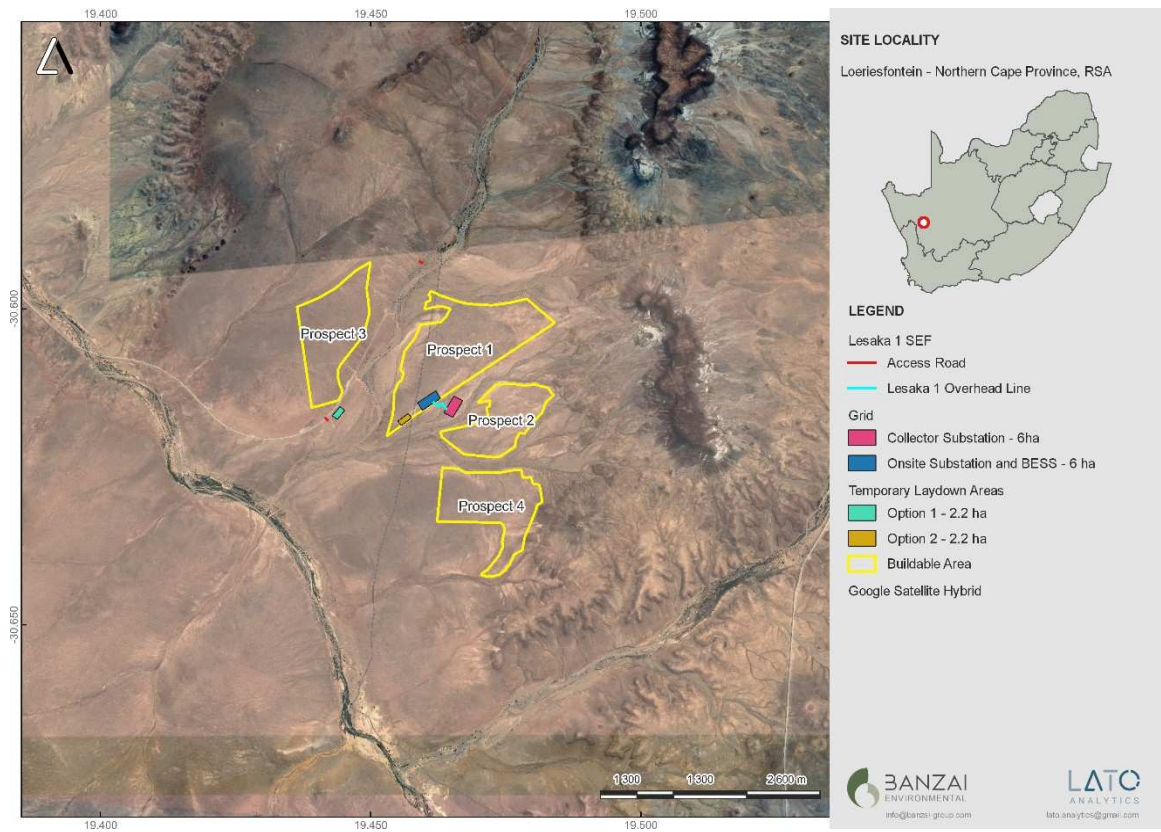 19.400
19.450
19.500
-30.600
-30.650
Prospect 3
Prospect 1
Prospect 2
Prospect 4
1 300
1 300
2 600 m
19.400
19.450
19.500
SITE LOCALITY
Loeriesfontein - Northern Cape Province, RSA
LEGEND
Lesaka 1 SEF
Access Road
Lesaka 1 Overhead Line
Grid
Collector Substation - 6ha
Onsite Substation and BESS - 6 ha
Temporary Laydown Areas
Option 1 - 2.2 ha
Option 2 - 2.2 ha
Buildable Area
Google Satellite Hybrid
BANZAI
ENVIRONMENTAL
info@banzai-group.com
LATO
ANALYTICS
lato.analytics@gmail.com